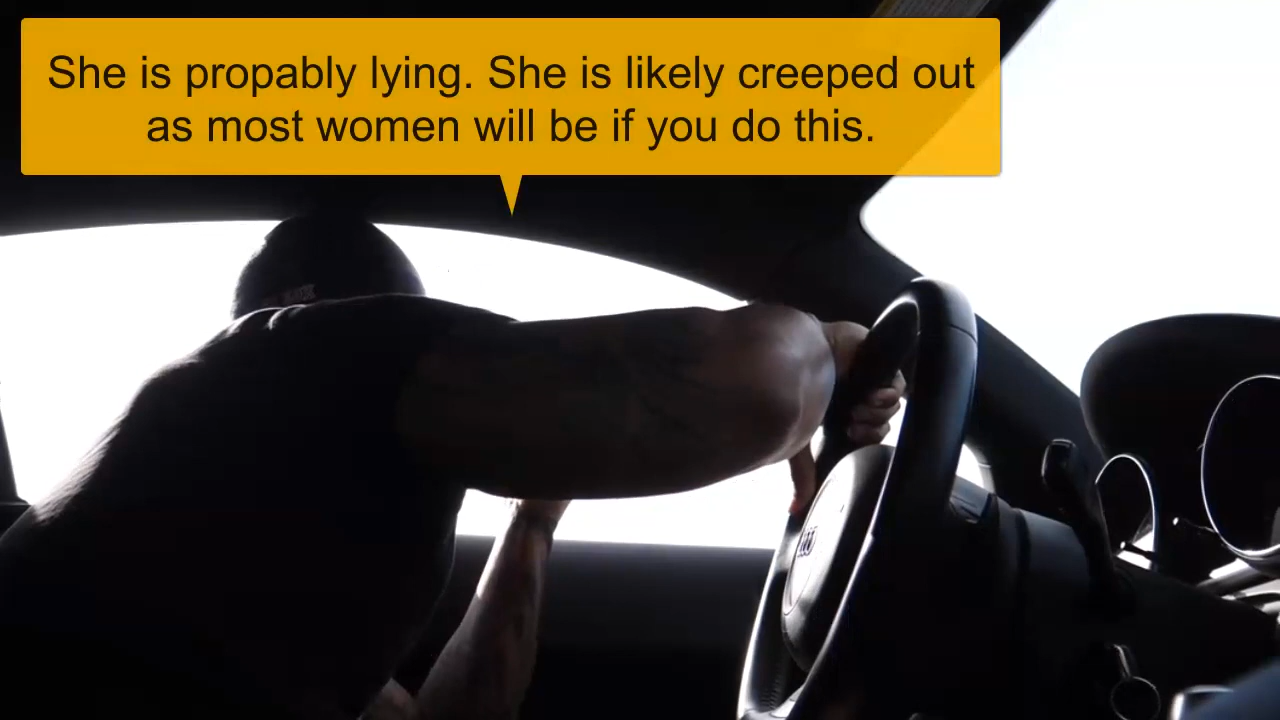 She is propably lying. She is likely creeped out
as most women will be if you do this.